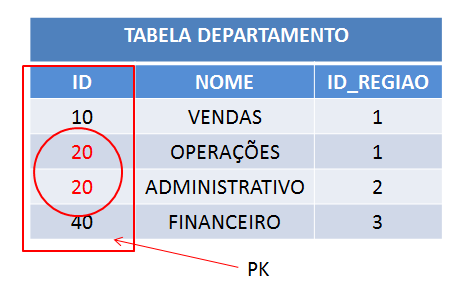 TABELA DEPARTAMENTO
ID NOME ID_REGIAO
10 VENDAS 1
20 OPERAÇÕES 1
20 ADMINISTRATIVO 2
40 FINANCEIRO 3
PK